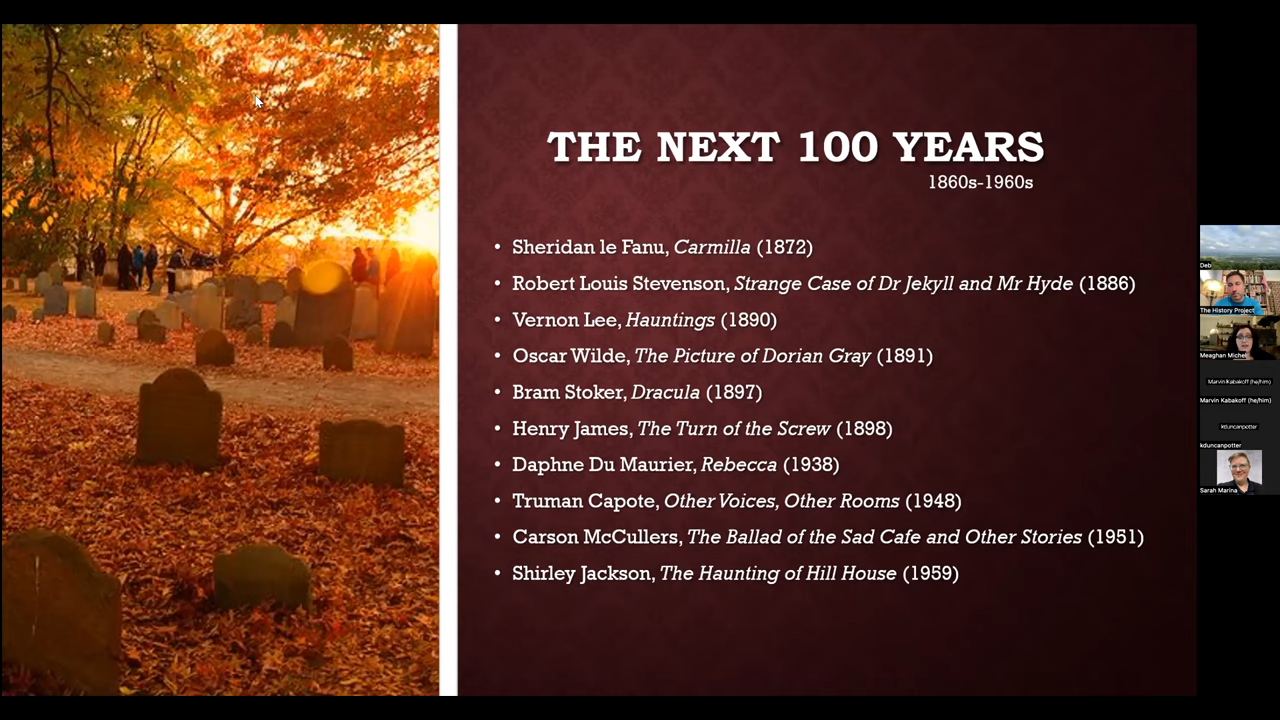 THE NEXT 100 YEARS
1860s-1960s
• Sheridan le Fanu, Carmilla (1872)
• Robert Louis Stevenson, Strange Case of Dr Jekyll and Mr Hyde (1886)
• Vernon Lee, Hauntings (1890)
• Oscar Wilde, The Picture of Dorian Gray (1891)
• Bram Stoker, Dracula (1897)
• Henry James, The Turn of the Screw (1898)
• Daphne Du Maurier, Rebecca (1938)
• Truman Capote, Other Voices, Other Rooms (1948)
• Carson McCullers, The Ballad of the Sad Cafe and Other Stories (1951)
• Shirley Jackson, The Haunting of Hill House (1959)
Deb
The History Project
Meaghan Michel
Marvin Kabakoff (he/him)
Marvin Kabakoff (he/him)
kduncanpotter
kduncanpotter
Sarah Marina